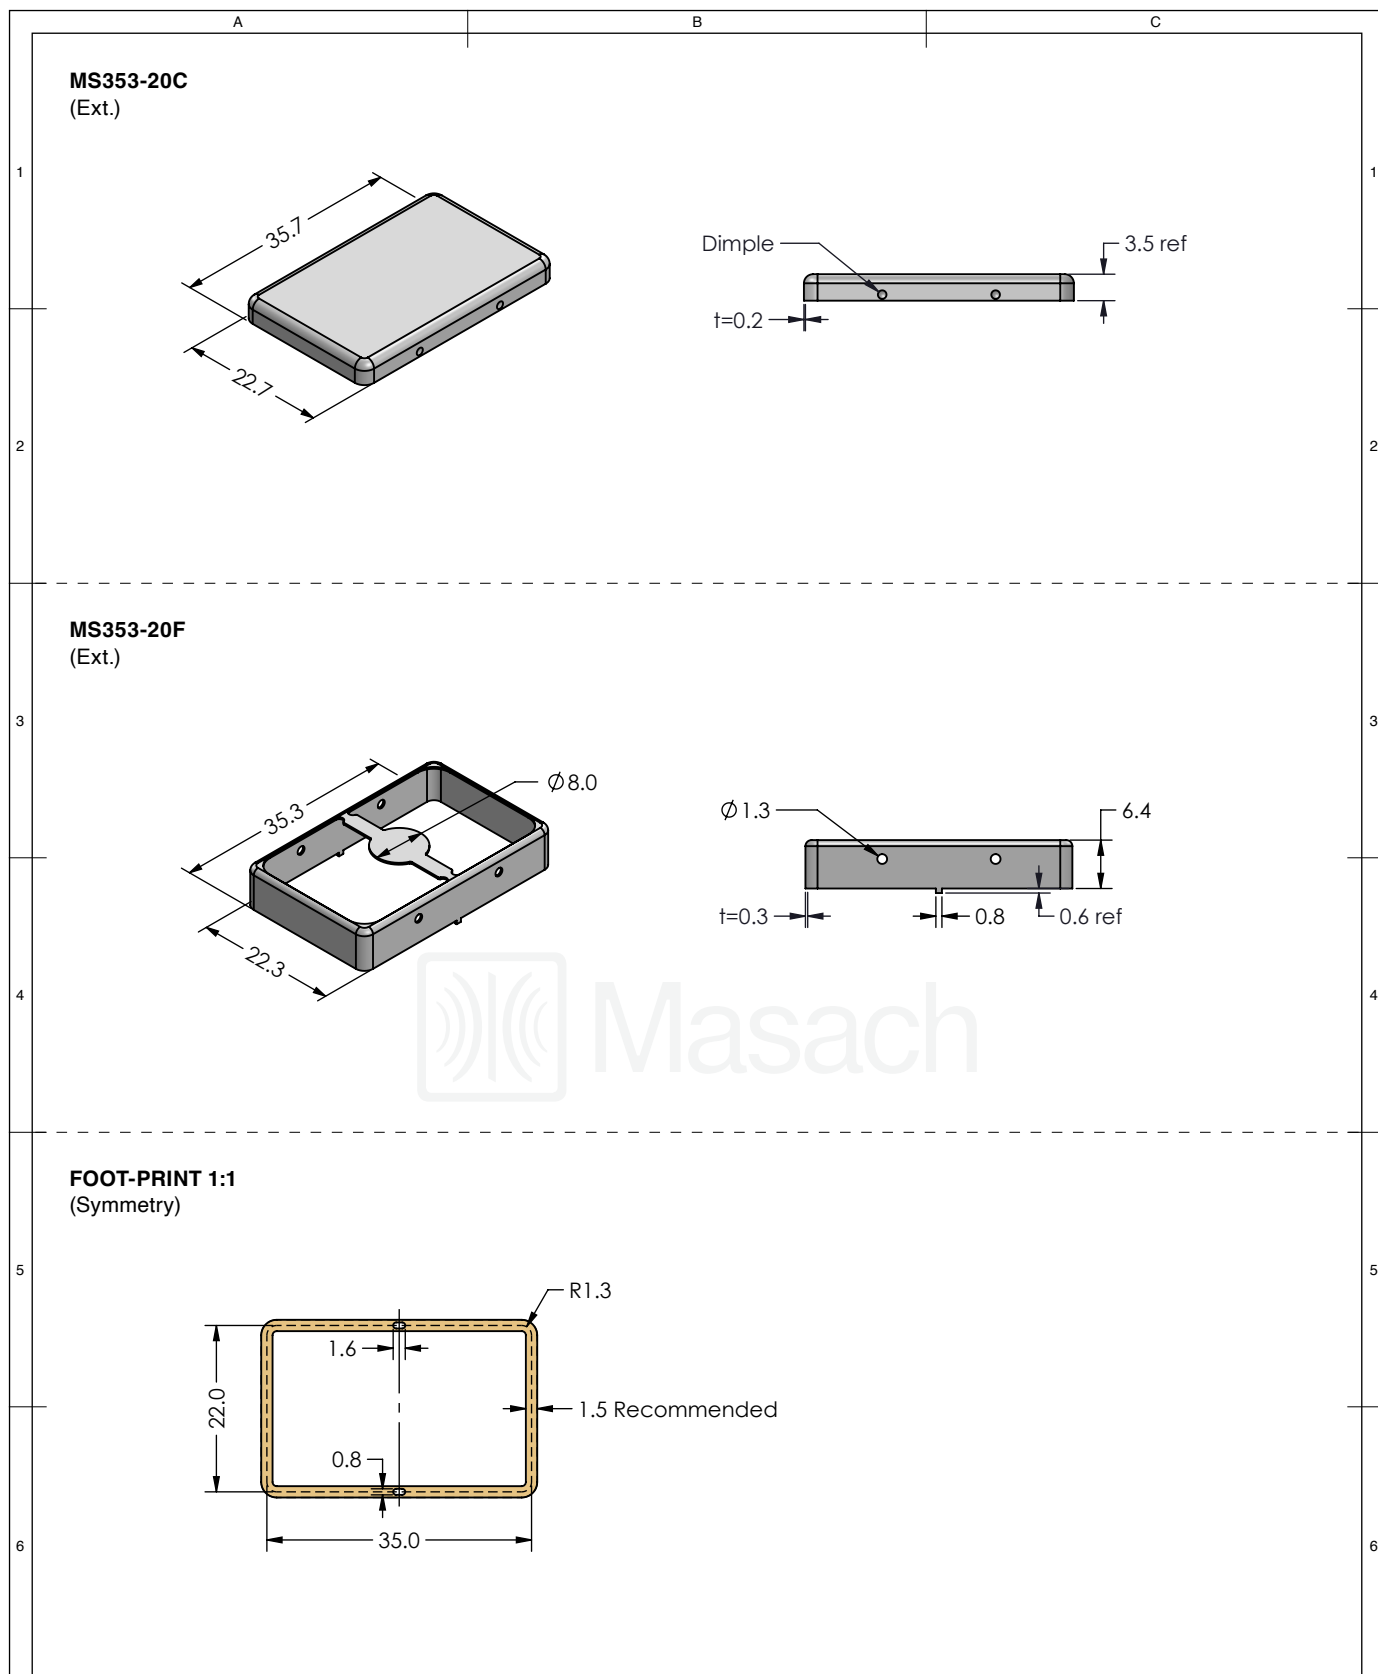 A B C
MS353-20C
(Ext.)
1 1
35.7
22.7
Dimple
3.5 ref
t=0.2
2 2
MS353-20F
(Ext.)
3 3
35.3
Ø8.0
22.3
Ø1.3
6.4
t=0.3
0.8
0.6 ref
Masach
4 4
FOOT-PRINT 1:1
(Symmetry)
5 5
R1.3
1.6
22.0
1.5 Recommended
0.8
35.0
6 6